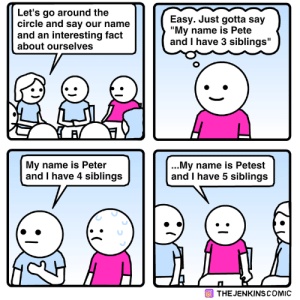 Let's go around the
circle and say our name
and an interesting fact
about ourselves
Easy. Just gotta say
"My name is Pete
and I have 3 siblings"
My name is Peter
and I have 4 siblings
...My name is Petest
and I have 5 siblings
THEJENKINSCOMIC